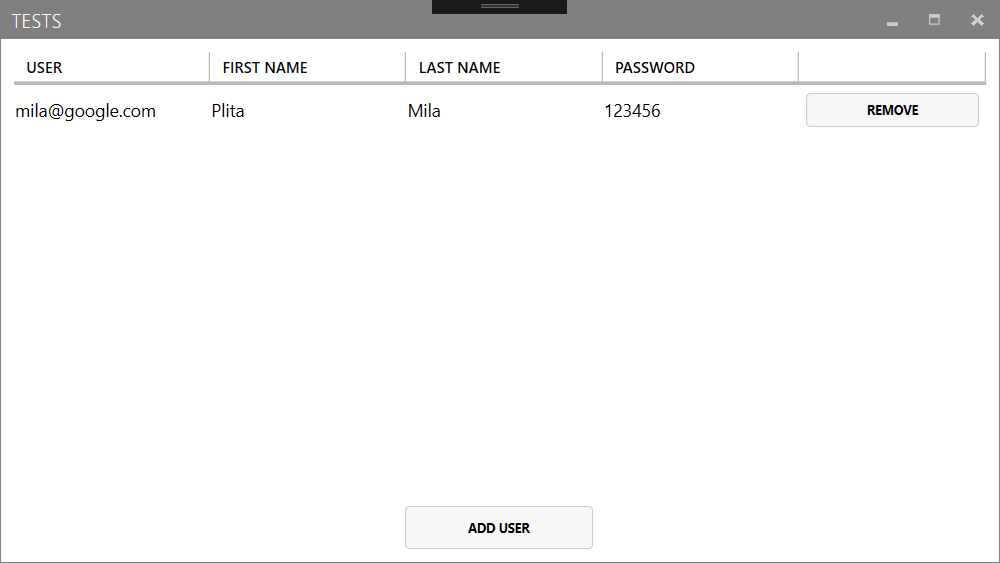 TESTS
USER FIRST NAME LAST NAME PASSWORD
mila@google.com Plita Mila 123456 REMOVE
ADD USER